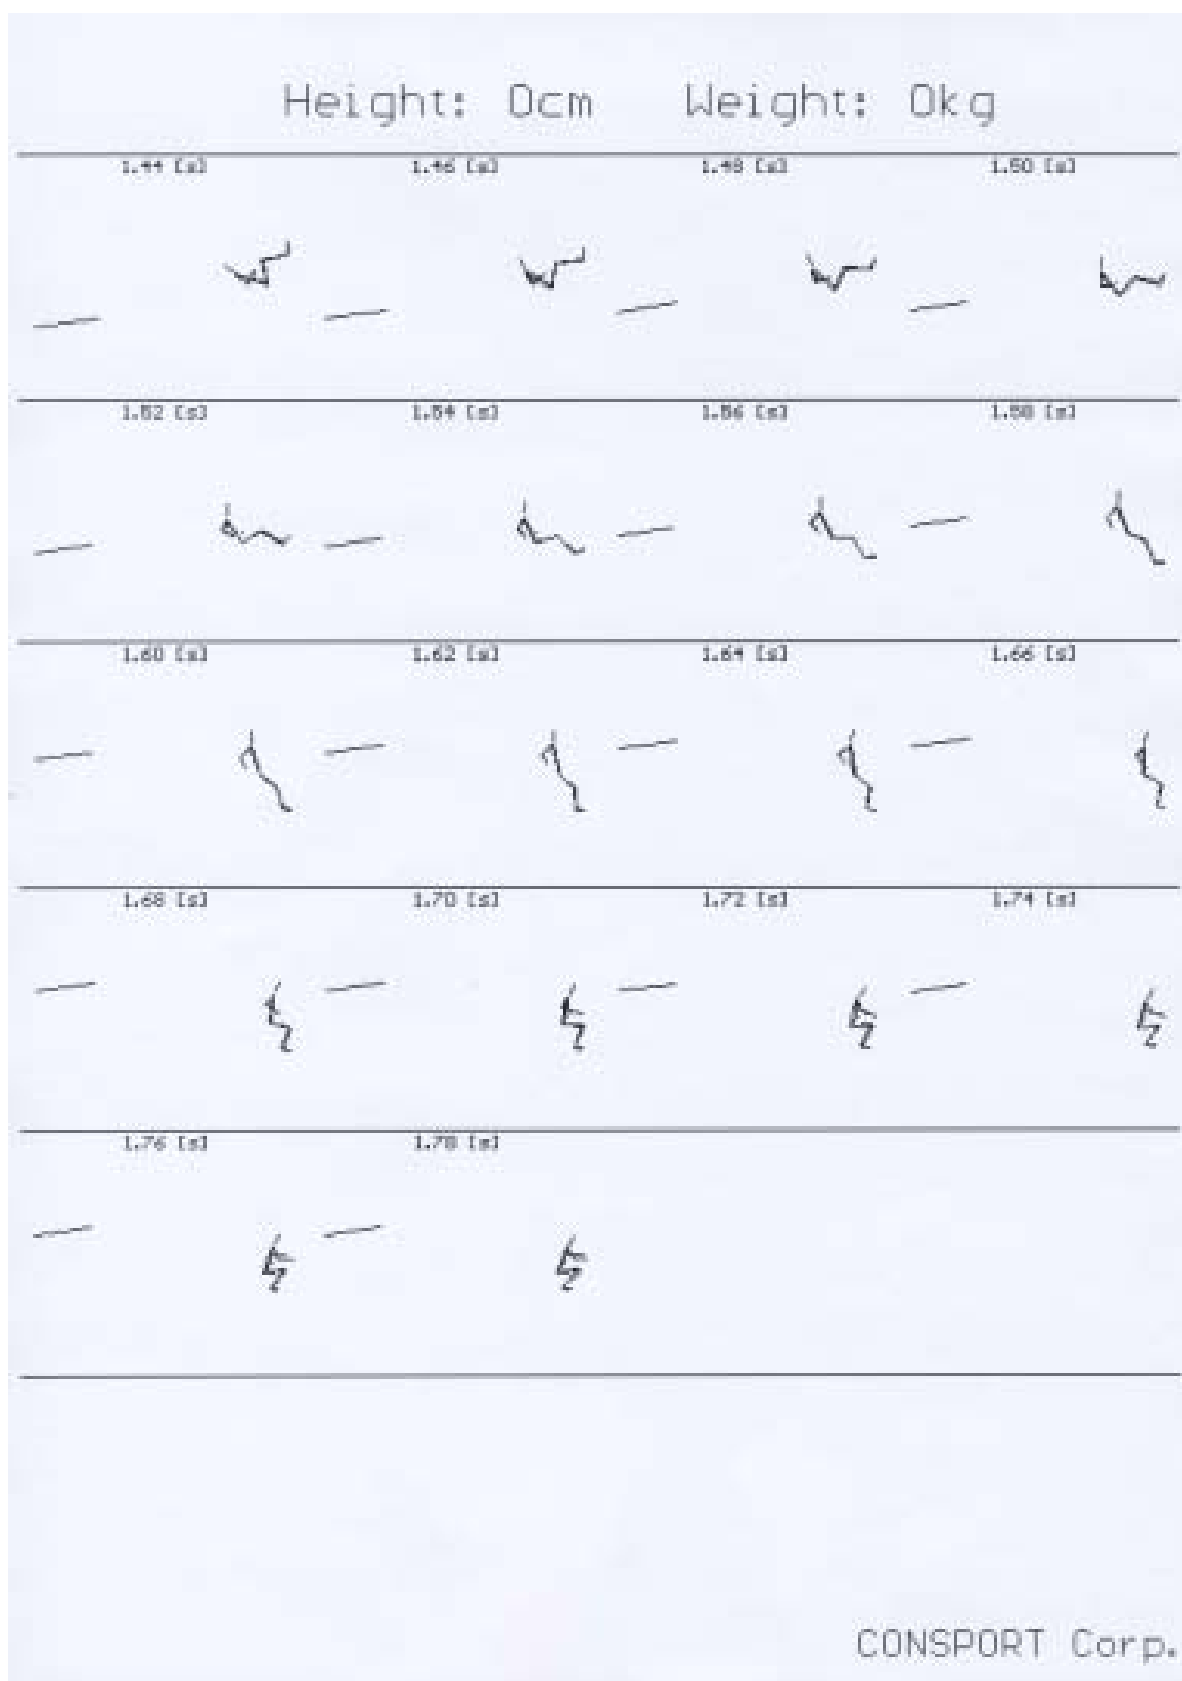 Height: 0cm Weight: 0kg
1.44 [s] 1.46 [s] 1.48 [s] 1.50 [s]
1.52 [s] 1.54 [s] 1.56 [s] 1.58 [s]
1.60 [s] 1.62 [s] 1.64 [s] 1.66 [s]
1.68 [s] 1.70 [s] 1.72 [s] 1.74 [s]
1.76 [s] 1.78 [s]
CONSPORT Corp.